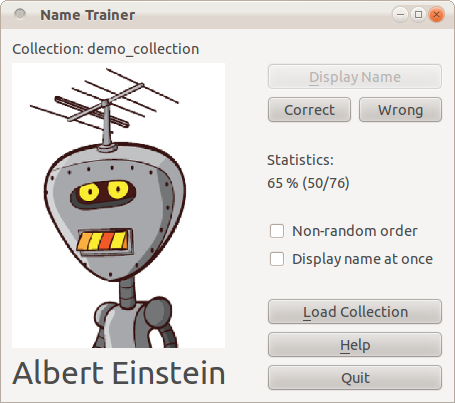 Name Trainer
Collection: demo_collection
Display Name
Correct Wrong
Statistics:
65 % (50/76)
Non-random order
Display name at once
Load Collection
Help
Quit
Albert Einstein